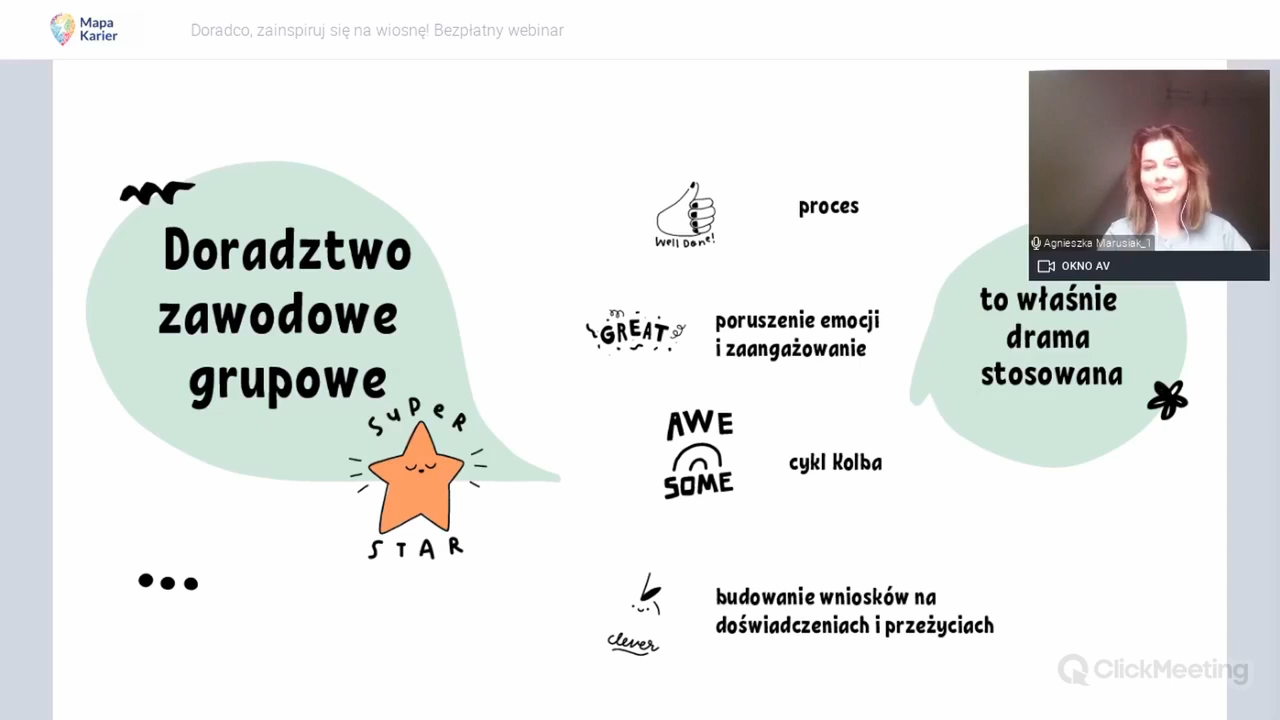 Mapa
Karier
Doradco, zainspiruj się na wiosnę! Bezpłatny webinar
Agnieszka Marusiak_1
OKNO AV
Doradztwo
zawodowe
grupowe
SUPER
STAR
Well Done!
proces
GREAT
poruszenie emocji
i zaangażowanie
AWE
SOME
cykl Kolba
clever
budowanie wniosków na
doświadczeniach i przeżyciach
to właśnie
drama
stosowana
ClickMeeting